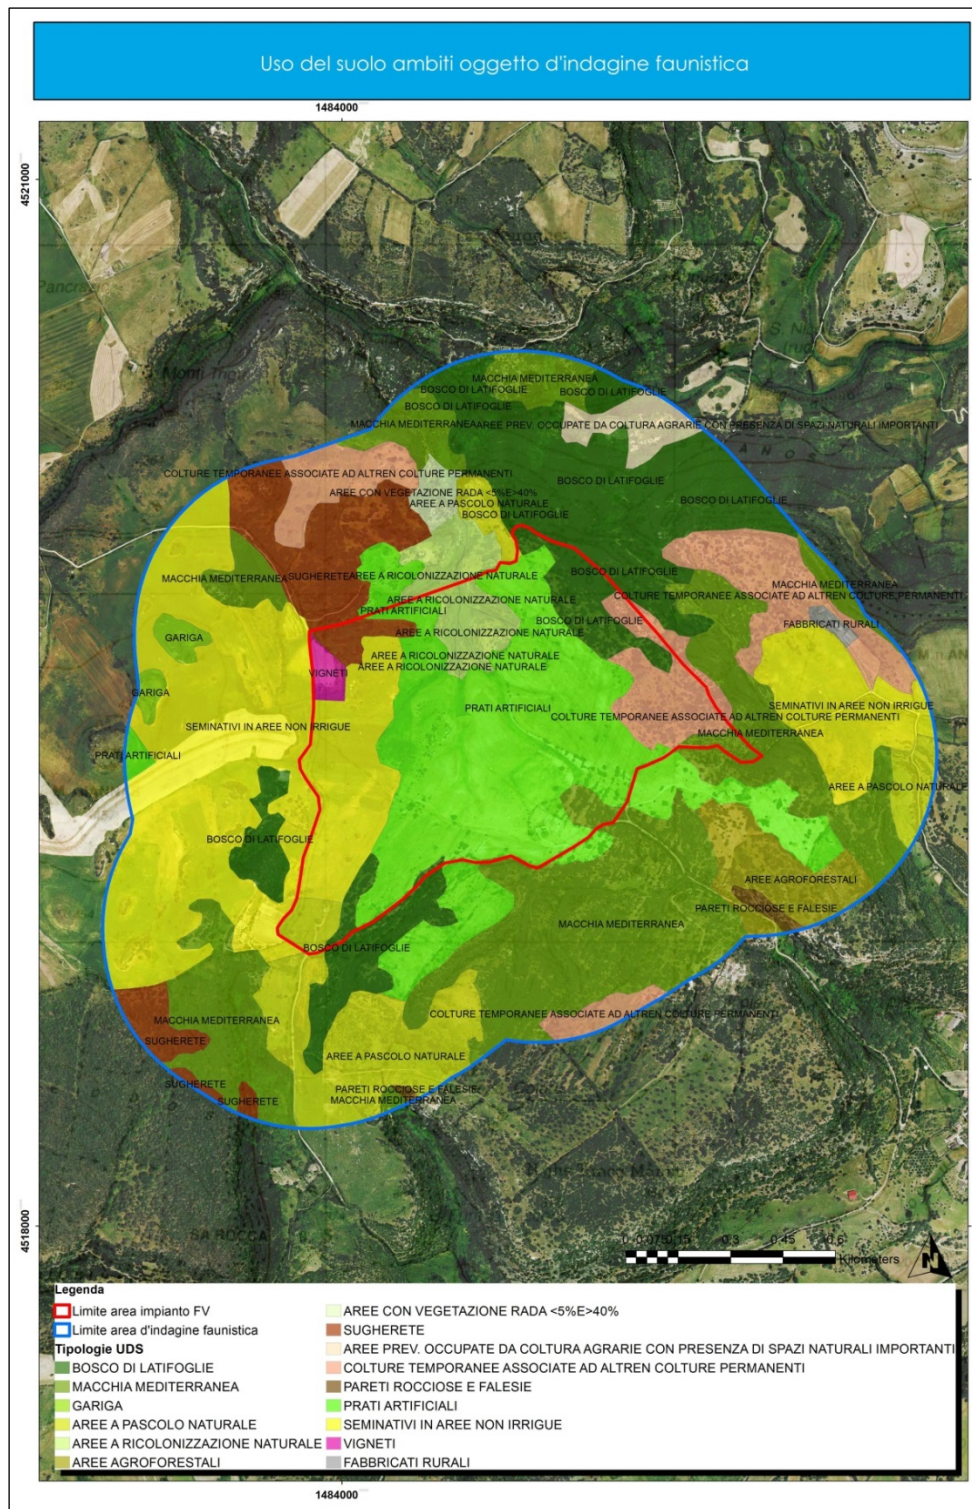 Uso del suolo ambiti oggetto d'indagine faunistica
1484000
4521000
Monti Trigu
MACCHIA MEDITERRANEA
BOSCO DI LATIFOGLIE
BOSCO DI LATIFOGLIE
BOSCO DI LATIFOGLIE
MACCHIA MEDITERRANEA
AREE PREV. OCCUPATE DA COLTURA AGRARIE CON PRESENZA DI SPAZI NATURALI IMPORTANTI
COLTURE TEMPORANEE ASSOCIATE AD ALTREN COLTURE PERMANENTI
BOSCO DI LATIFOGLIE
AREE CON VEGETAZIONE RADA <5%E>40%
BOSCO DI LATIFOGLIE
AREE A PASCOLO NATURALE
BOSCO DI LATIFOGLIE
BOSCO DI LATIFOGLIE
MACCHIA MEDITERRANEA
SUGHERETE
AREE A RICOLONIZZAZIONE NATURALE
MACCHIA MEDITERRANEA
COLTURE TEMPORANEE ASSOCIATE AD ALTREN COLTURE PERMANENTI
AREE A RICOLONIZZAZIONE NATURALE
PRATI ARTIFICIALI
BOSCO DI LATIFOGLIE
FABBRICATI RURALI
AREE A RICOLONIZZAZIONE NATURALE
GARIGA
AREE A RICOLONIZZAZIONE NATURALE
AREE A RICOLONIZZAZIONE NATURALE
VIGNETI
GARIGA
PRATI ARTIFICIALI
SEMINATIVI IN AREE NON IRRIGUE
COLTURE TEMPORANEE ASSOCIATE AD ALTREN COLTURE PERMANENTI
SEMINATIVI IN AREE NON IRRIGUE
MACCHIA MEDITERRANEA
PRATI ARTIFICIALI
AREE A PASCOLO NATURALE
BOSCO DI LATIFOGLIE
AREE AGROFORESTALI
PARETI ROCCIOSE E FALESIE
MACCHIA MEDITERRANEA
BOSCO DI LATIFOGLIE
COLTURE TEMPORANEE ASSOCIATE AD ALTREN COLTURE PERMANENTI
MACCHIA MEDITERRANEA
SUGHERETE
AREE A PASCOLO NATURALE
SUGHERETE
PARETI ROCCIOSE E FALESIE
SUGHERETE
MACCHIA MEDITERRANEA
4518000
SA ROCCA
0 0,075 0,15 0,3 0,45 0,6
Kilometers
N
Legenda
Limite area impianto FV
Limite area d'indagine faunistica
Tipologie UDS
BOSCO DI LATIFOGLIE
MACCHIA MEDITERRANEA
GARIGA
AREE A PASCOLO NATURALE
AREE A RICOLONIZZAZIONE NATURALE
AREE AGROFORESTALI
AREE CON VEGETAZIONE RADA <5%E>40%
SUGHERETE
AREE PREV. OCCUPATE DA COLTURA AGRARIE CON PRESENZA DI SPAZI NATURALI IMPORTANTI
COLTURE TEMPORANEE ASSOCIATE AD ALTREN COLTURE PERMANENTI
PARETI ROCCIOSE E FALESIE
PRATI ARTIFICIALI
SEMINATIVI IN AREE NON IRRIGUE
VIGNETI
FABBRICATI RURALI
1484000